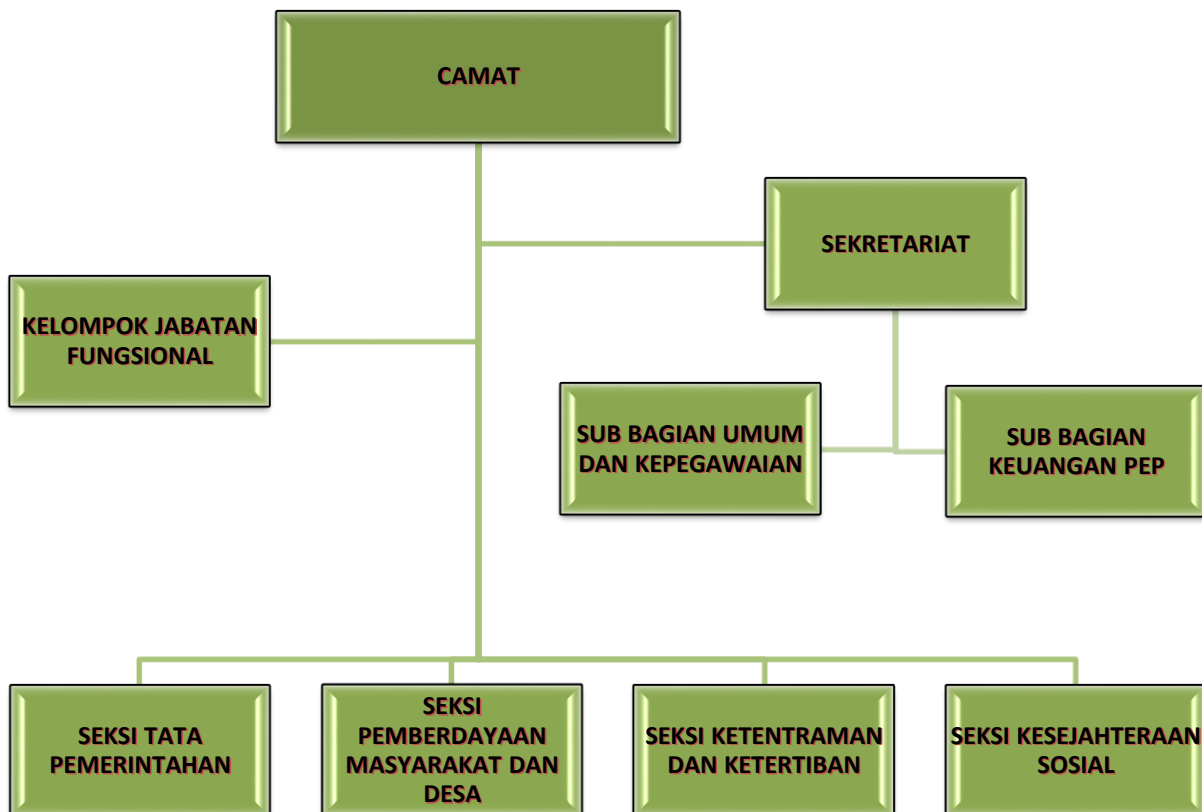 CAMAT
SEKRETARIAT
KELOMPOK JABATAN
FUNGSIONAL
SUB BAGIAN UMUM
DAN KEPEGAWAIAN
SUB BAGIAN
KEUANGAN PEP
SEKSI TATA
PEMERINTAHAN
SEKSI
PEMBERDAYAAN
MASYARAKAT DAN
DESA
SEKSI KETENTRAMAN
DAN KETERTIBAN
SEKSI KESEJAHTERAAN
SOSIAL